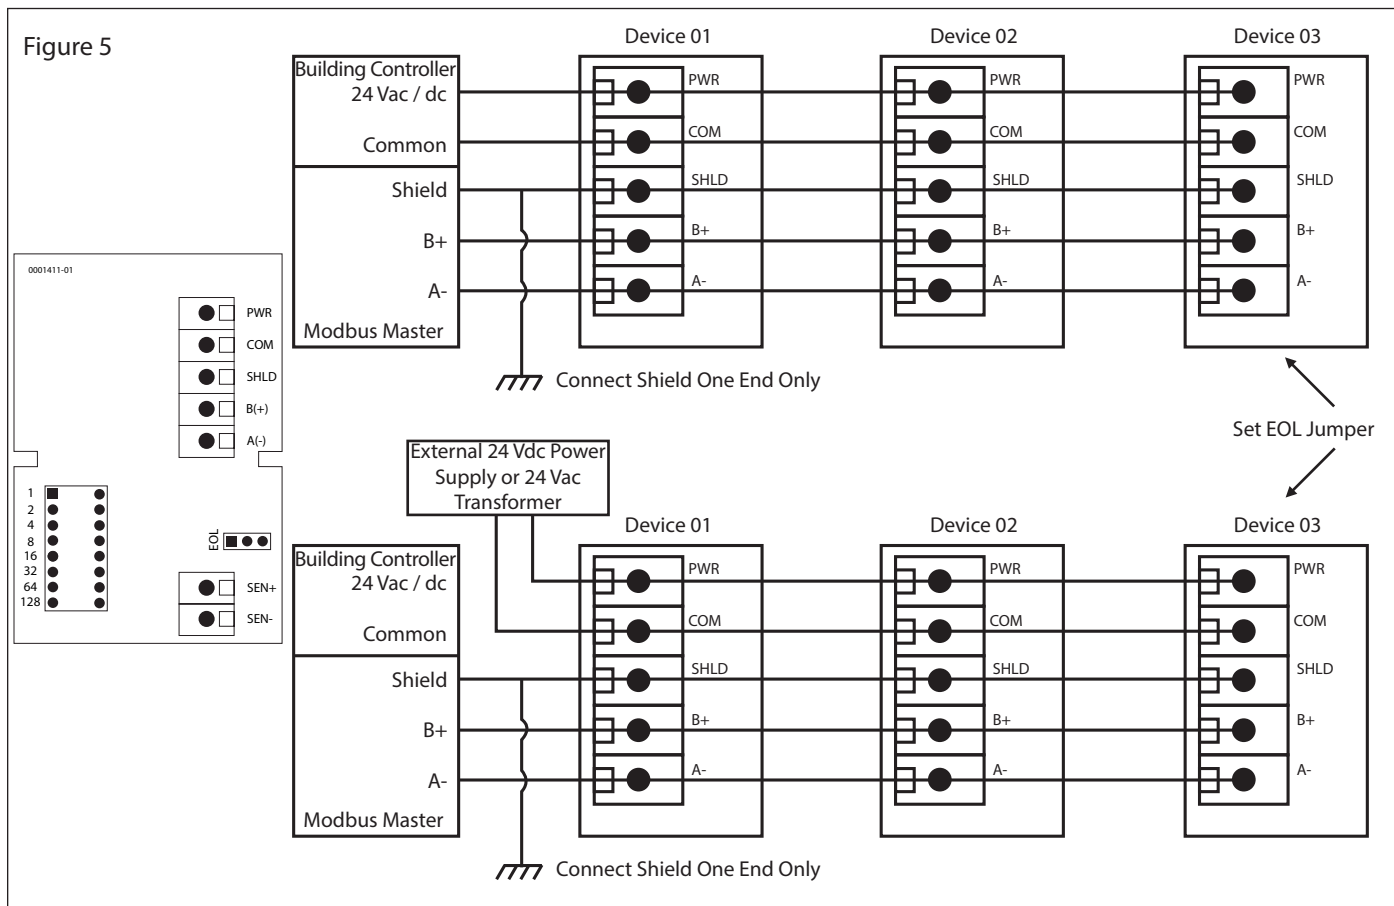 Figure 5
Device 01
Device 02
Device 03
Building Controller
24 Vac / dc
Common
Shield
B+
A-
Modbus Master
PWR
COM
SHLD
B+
A-
PWR
COM
SHLD
B+
A-
PWR
COM
SHLD
B+
A-
Connect Shield One End Only
Set EOL Jumper
0001411-01
PWR
COM
SHLD
B(+)
A(-)
1
2
4
8
16
32
64
128
EOL
SEN+
SEN-
External 24 Vdc Power
Supply or 24 Vac
Transformer
Device 01
Device 02
Device 03
Building Controller
24 Vac / dc
Common
Shield
B+
A-
Modbus Master
PWR
COM
SHLD
B+
A-
PWR
COM
SHLD
B+
A-
PWR
COM
SHLD
B+
A-
Connect Shield One End Only